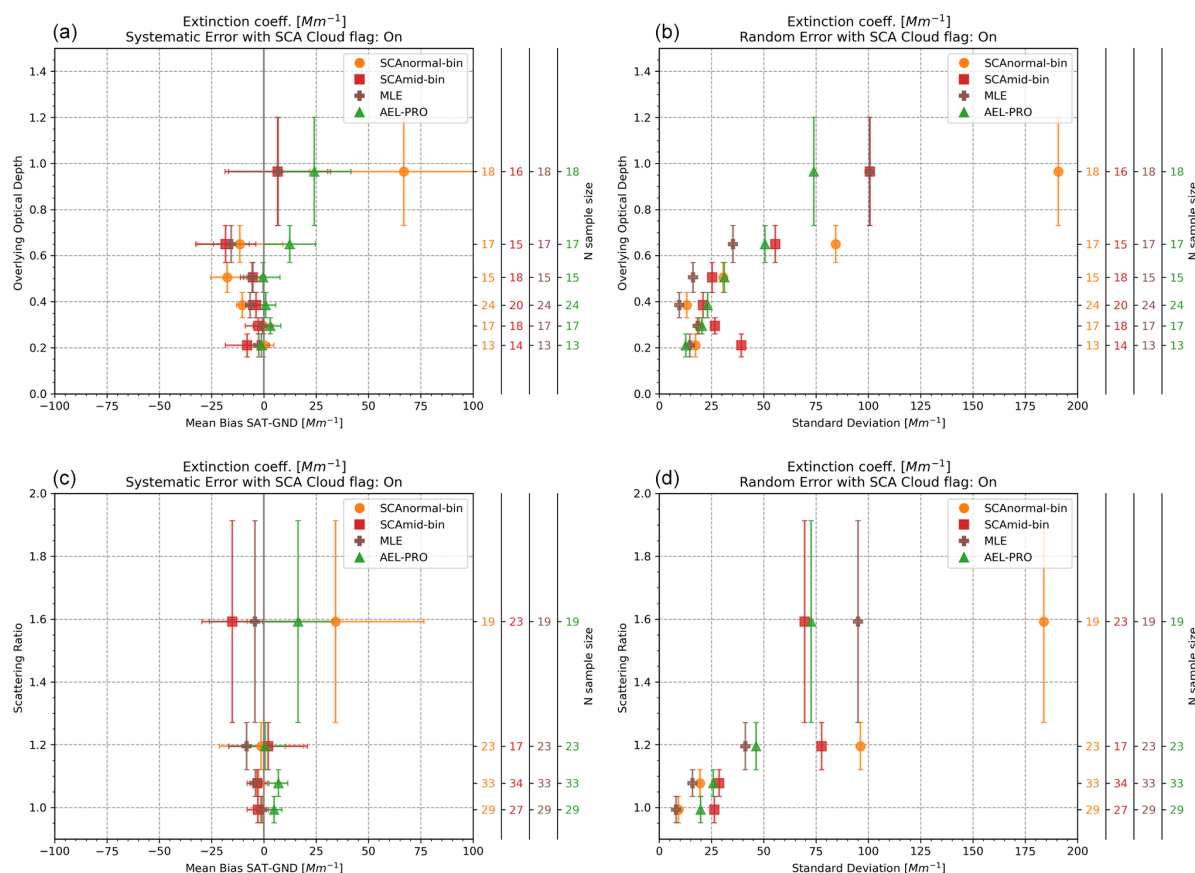 (a)
Extinction coeff. [Mm⁻¹]
Systematic Error with SCA Cloud flag: On
SCAnormal-bin
SCAmid-bin
MLE
AEL-PRO
Overlying Optical Depth
1.4
1.2
1.0
0.8
0.6
0.4
0.2
0.0
18 16 18 18
17 15 17 17
15 18 15 15
24 20 24 24
17 18 17 17
13 14 13 13
N sample size
−100 −75 −50 −25 0 25 50 75 100
Mean Bias SAT-GND [Mm⁻¹]
(b)
Extinction coeff. [Mm⁻¹]
Random Error with SCA Cloud flag: On
SCAnormal-bin
SCAmid-bin
MLE
AEL-PRO
Overlying Optical Depth
1.4
1.2
1.0
0.8
0.6
0.4
0.2
0.0
18 16 18 18
17 15 17 17
15 18 15 15
24 20 24 24
17 18 17 17
13 14 13 13
N sample size
0 25 50 75 100 125 150 175 200
Standard Deviation [Mm⁻¹]
(c)
Extinction coeff. [Mm⁻¹]
Systematic Error with SCA Cloud flag: On
SCAnormal-bin
SCAmid-bin
MLE
AEL-PRO
Scattering Ratio
2.0
1.8
1.6
1.4
1.2
1.0
19 23 19 19
23 17 23 23
33 34 33 33
29 27 29 29
N sample size
−100 −75 −50 −25 0 25 50 75 100
Mean Bias SAT-GND [Mm⁻¹]
(d)
Extinction coeff. [Mm⁻¹]
Random Error with SCA Cloud flag: On
SCAnormal-bin
SCAmid-bin
MLE
AEL-PRO
Scattering Ratio
2.0
1.8
1.6
1.4
1.2
1.0
19 23 19 19
23 17 23 23
33 34 33 33
29 27 29 29
N sample size
0 25 50 75 100 125 150 175 200
Standard Deviation [Mm⁻¹]